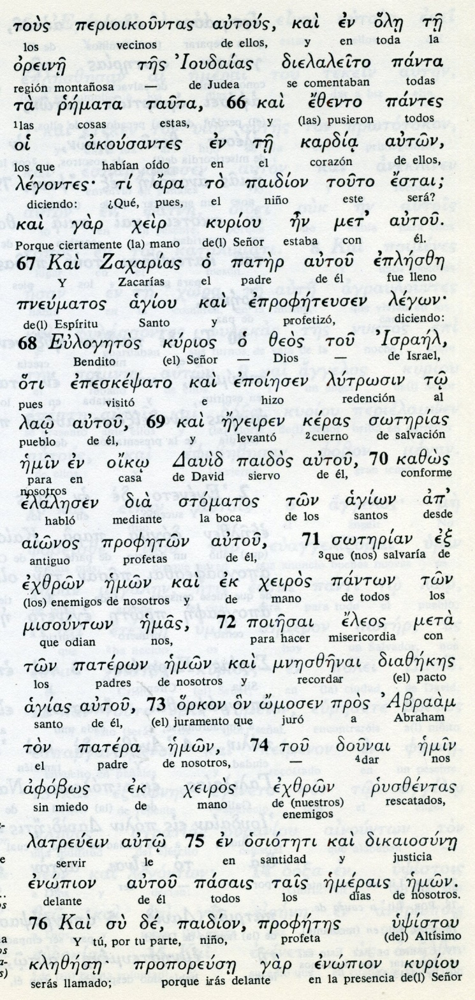 τοὺς περιοικοῦντας αὐτούς, καὶ ἐν ὅλῃ τῇ
los vecinos de ellos, y en toda la
ὀρεινῇ τῆς Ἰουδαίας διελαλεῖτο πάντα
región montañosa — de Judea se comentaban todas
τὰ ῥήματα ταῦτα, 66 καὶ ἔθεντο πάντες
1las cosas estas, y (las) pusieron todos
οἱ ἀκούσαντες ἐν τῇ καρδίᾳ αὐτῶν,
los que habían oído en el corazón de ellos,
λέγοντες· τί ἄρα τὸ παιδίον τοῦτο ἔσται;
diciendo: ¿Qué, pues, el niño este será?
καὶ γὰρ χεὶρ κυρίου ἦν μετ' αὐτοῦ.
Porque ciertamente (la) mano de(l) Señor estaba con él.
67 Καὶ Ζαχαρίας ὁ πατὴρ αὐτοῦ ἐπλήσθη
Y Zacarías el padre de él fue lleno
πνεύματος ἁγίου καὶ ἐπροφήτευσεν λέγων·
de(l) Espíritu Santo y profetizó, diciendo:
68 Εὐλογητὸς κύριος ὁ θεὸς τοῦ Ἰσραήλ,
Bendito (el) Señor — Dios — de Israel,
ὅτι ἐπεσκέψατο καὶ ἐποίησεν λύτρωσιν τῷ
pues visitó e hizo redención al
λαῷ αὐτοῦ, 69 καὶ ἤγειρεν κέρας σωτηρίας
pueblo de él, y levantó 2cuerno de salvación
ἡμῖν ἐν οἴκῳ Δαυὶδ παιδὸς αὐτοῦ, 70 καθὼς
para en casa de David siervo de él, conforme
nosotros
ἐλάλησεν διὰ στόματος τῶν ἁγίων ἀπ'
habló mediante la boca de los santos desde
αἰῶνος προφητῶν αὐτοῦ, 71 σωτηρίαν ἐξ
antiguo profetas de él, 3que (nos) salvaría de
ἐχθρῶν ἡμῶν καὶ ἐκ χειρὸς πάντων τῶν
(los) enemigos de nosotros y de mano de todos los
μισούντων ἡμᾶς, 72 ποιῆσαι ἔλεος μετὰ
que odian nos, para hacer misericordia con
τῶν πατέρων ἡμῶν καὶ μνησθῆναι διαθήκης
los padres de nosotros y recordar (el) pacto
ἁγίας αὐτοῦ, 73 ὅρκον ὃν ὤμοσεν πρὸς Ἀβραὰμ
santo de él, (el) juramento que juró a Abraham
τὸν πατέρα ἡμῶν, 74 τοῦ δοῦναι ἡμῖν
el padre de nosotros, — 4dar nos
ἀφόβως ἐκ χειρὸς ἐχθρῶν ῥυσθέντας
sin miedo de mano de (nuestros) rescatados,
enemigos
λατρεύειν αὐτῷ 75 ἐν ὁσιότητι καὶ δικαιοσύνῃ
servir le en santidad y justicia
ἐνώπιον αὐτοῦ πάσαις ταῖς ἡμέραις ἡμῶν.
delante de él todos los días de nosotros.
76 Καὶ σὺ δέ, παιδίον, προφήτης ὑψίστου
Y tú, por tu parte, niño, profeta (del) Altísimo
κληθήσῃ· προπορεύσῃ γὰρ ἐνώπιον κυρίου
serás llamado; porque irás delante en la presencia de(l) Señor